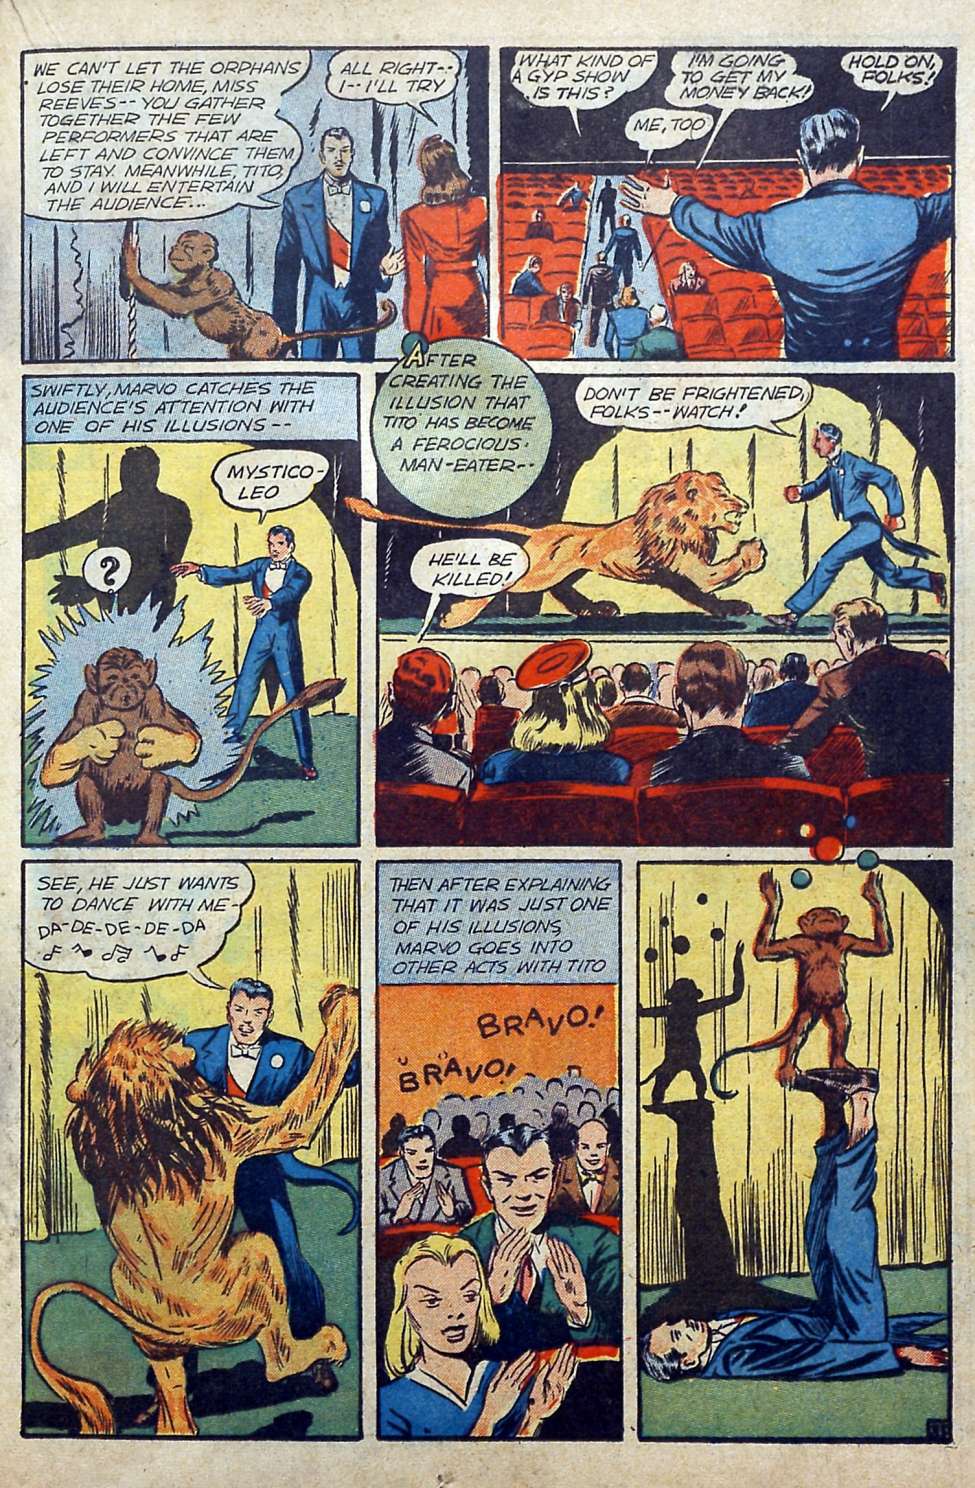 WE CAN'T LET THE ORPHANS
LOSE THEIR HOME, MISS
REEVES-- YOU GATHER
TOGETHER THE FEW
PERFORMERS THAT ARE
LEFT AND CONVINCE THEM
TO STAY. MEANWHILE, TITO,
AND I WILL ENTERTAIN
THE AUDIENCE...
ALL RIGHT--
I-- I'LL TRY
WHAT KIND OF
A GYP SHOW
IS THIS?
I'M GOING
TO GET MY
MONEY BACK!
ME, TOO
HOLD ON,
FOLKS!
SWIFTLY, MARVO CATCHES THE
AUDIENCE'S ATTENTION WITH
ONE OF HIS ILLUSIONS--
MYSTICO-
LEO
?
AFTER
CREATING THE
ILLUSION THAT
TITO HAS BECOME
A FEROCIOUS
MAN-EATER--
DON'T BE FRIGHTENED,
FOLKS-- WATCH!
HE'LL BE
KILLED!
SEE, HE JUST WANTS
TO DANCE WITH ME-
DA-DE-DE-DE-DA
THEN AFTER EXPLAINING
THAT IT WAS JUST ONE
OF HIS ILLUSIONS,
MARVO GOES INTO
OTHER ACTS WITH TITO
BRAVO!
BRAVO!